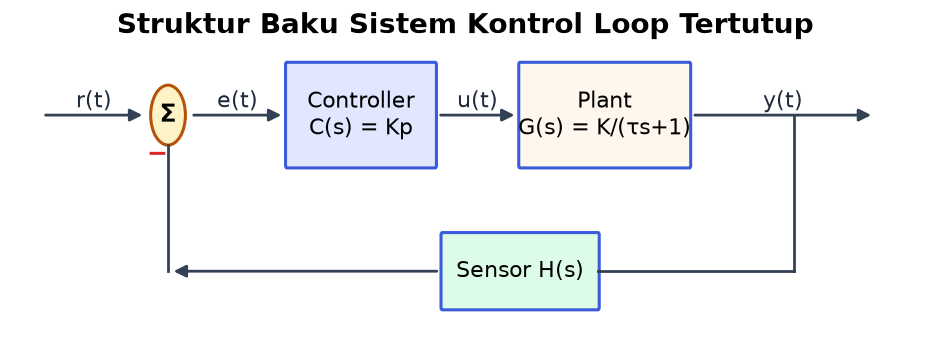 Struktur Baku Sistem Kontrol Loop Tertutup
r(t)
Σ
−
e(t)
Controller
C(s) = Kp
u(t)
Plant
G(s) = K/(τs+1)
y(t)
Sensor H(s)